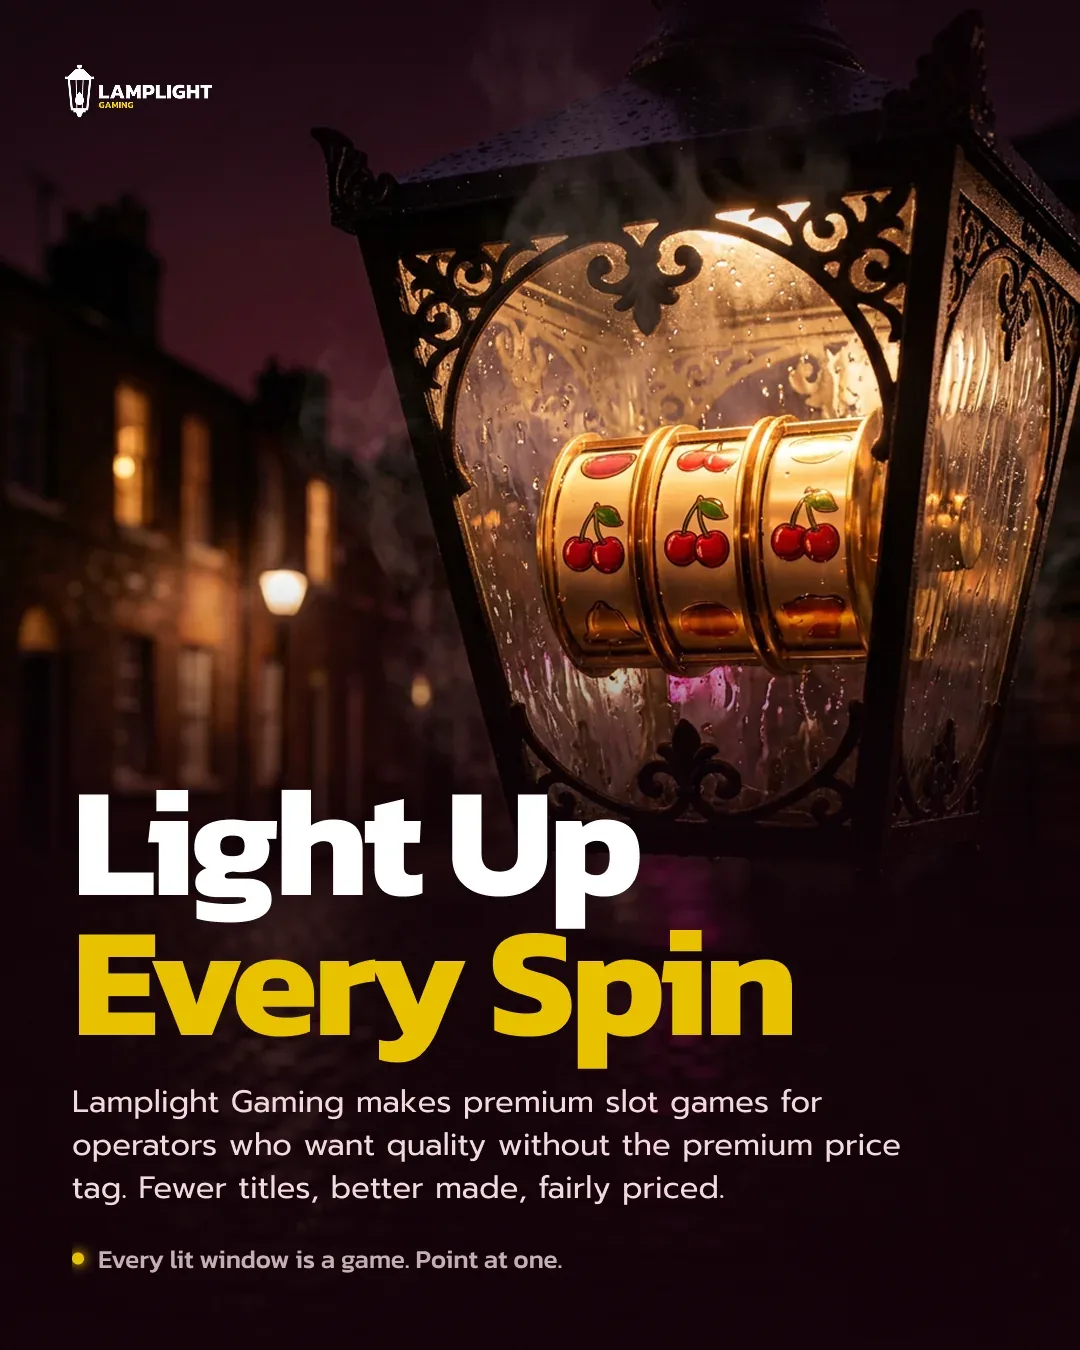 LAMPLIGHT
GAMING
Light Up
Every Spin
Lamplight Gaming makes premium slot games for
operators who want quality without the premium price
tag. Fewer titles, better made, fairly priced.
Every lit window is a game. Point at one.